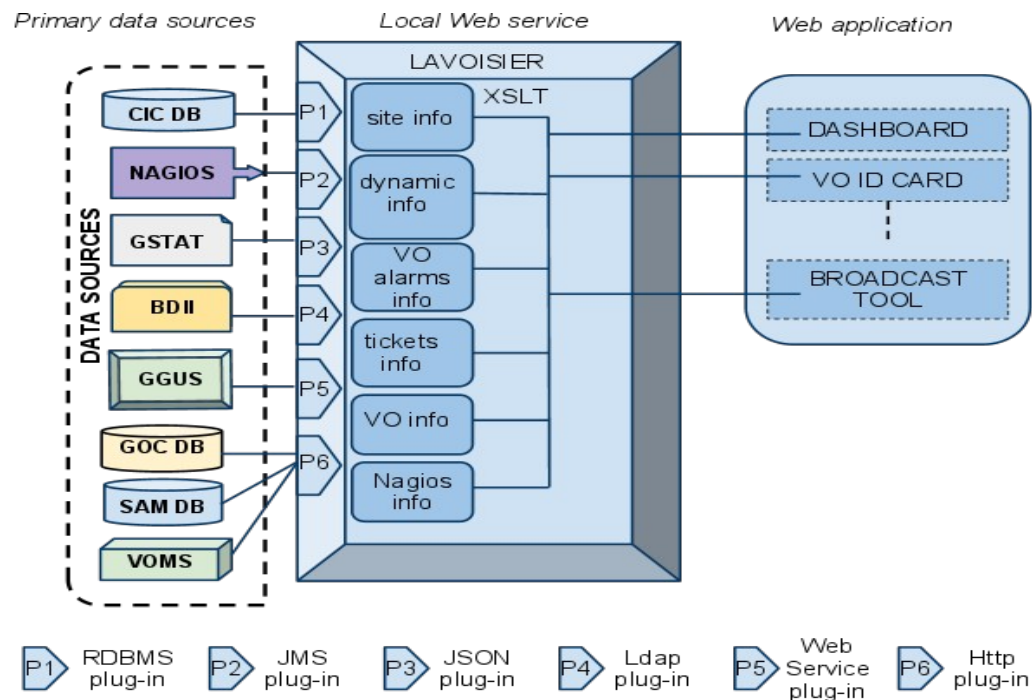 Primary data sources
Local Web service
Web application
DATA SOURCES
CIC DB
NAGIOS
GSTAT
BDII
GGUS
GOC DB
SAM DB
VOMS
P1
P2
P3
P4
P5
P6
LAVOISIER
XSLT
site info
dynamic
info
VO
alarms
info
tickets
info
VO info
Nagios
info
DASHBOARD
VO ID CARD
BROADCAST
TOOL
P1
RDBMS
plug-in
P2
JMS
plug-in
P3
JSON
plug-in
P4
Ldap
plug-in
P5
Web
Service
plug-in
P6
Http
plug-in